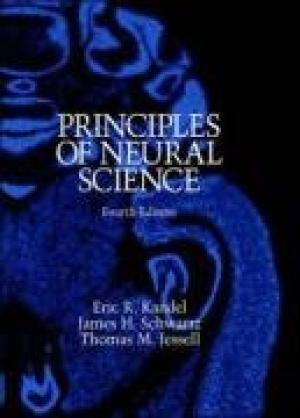 PRINCIPLES
OF NEURAL
SCIENCE
Fourth Edition
Eric R. Kandel
James H. Schwartz
Thomas M. Jessell